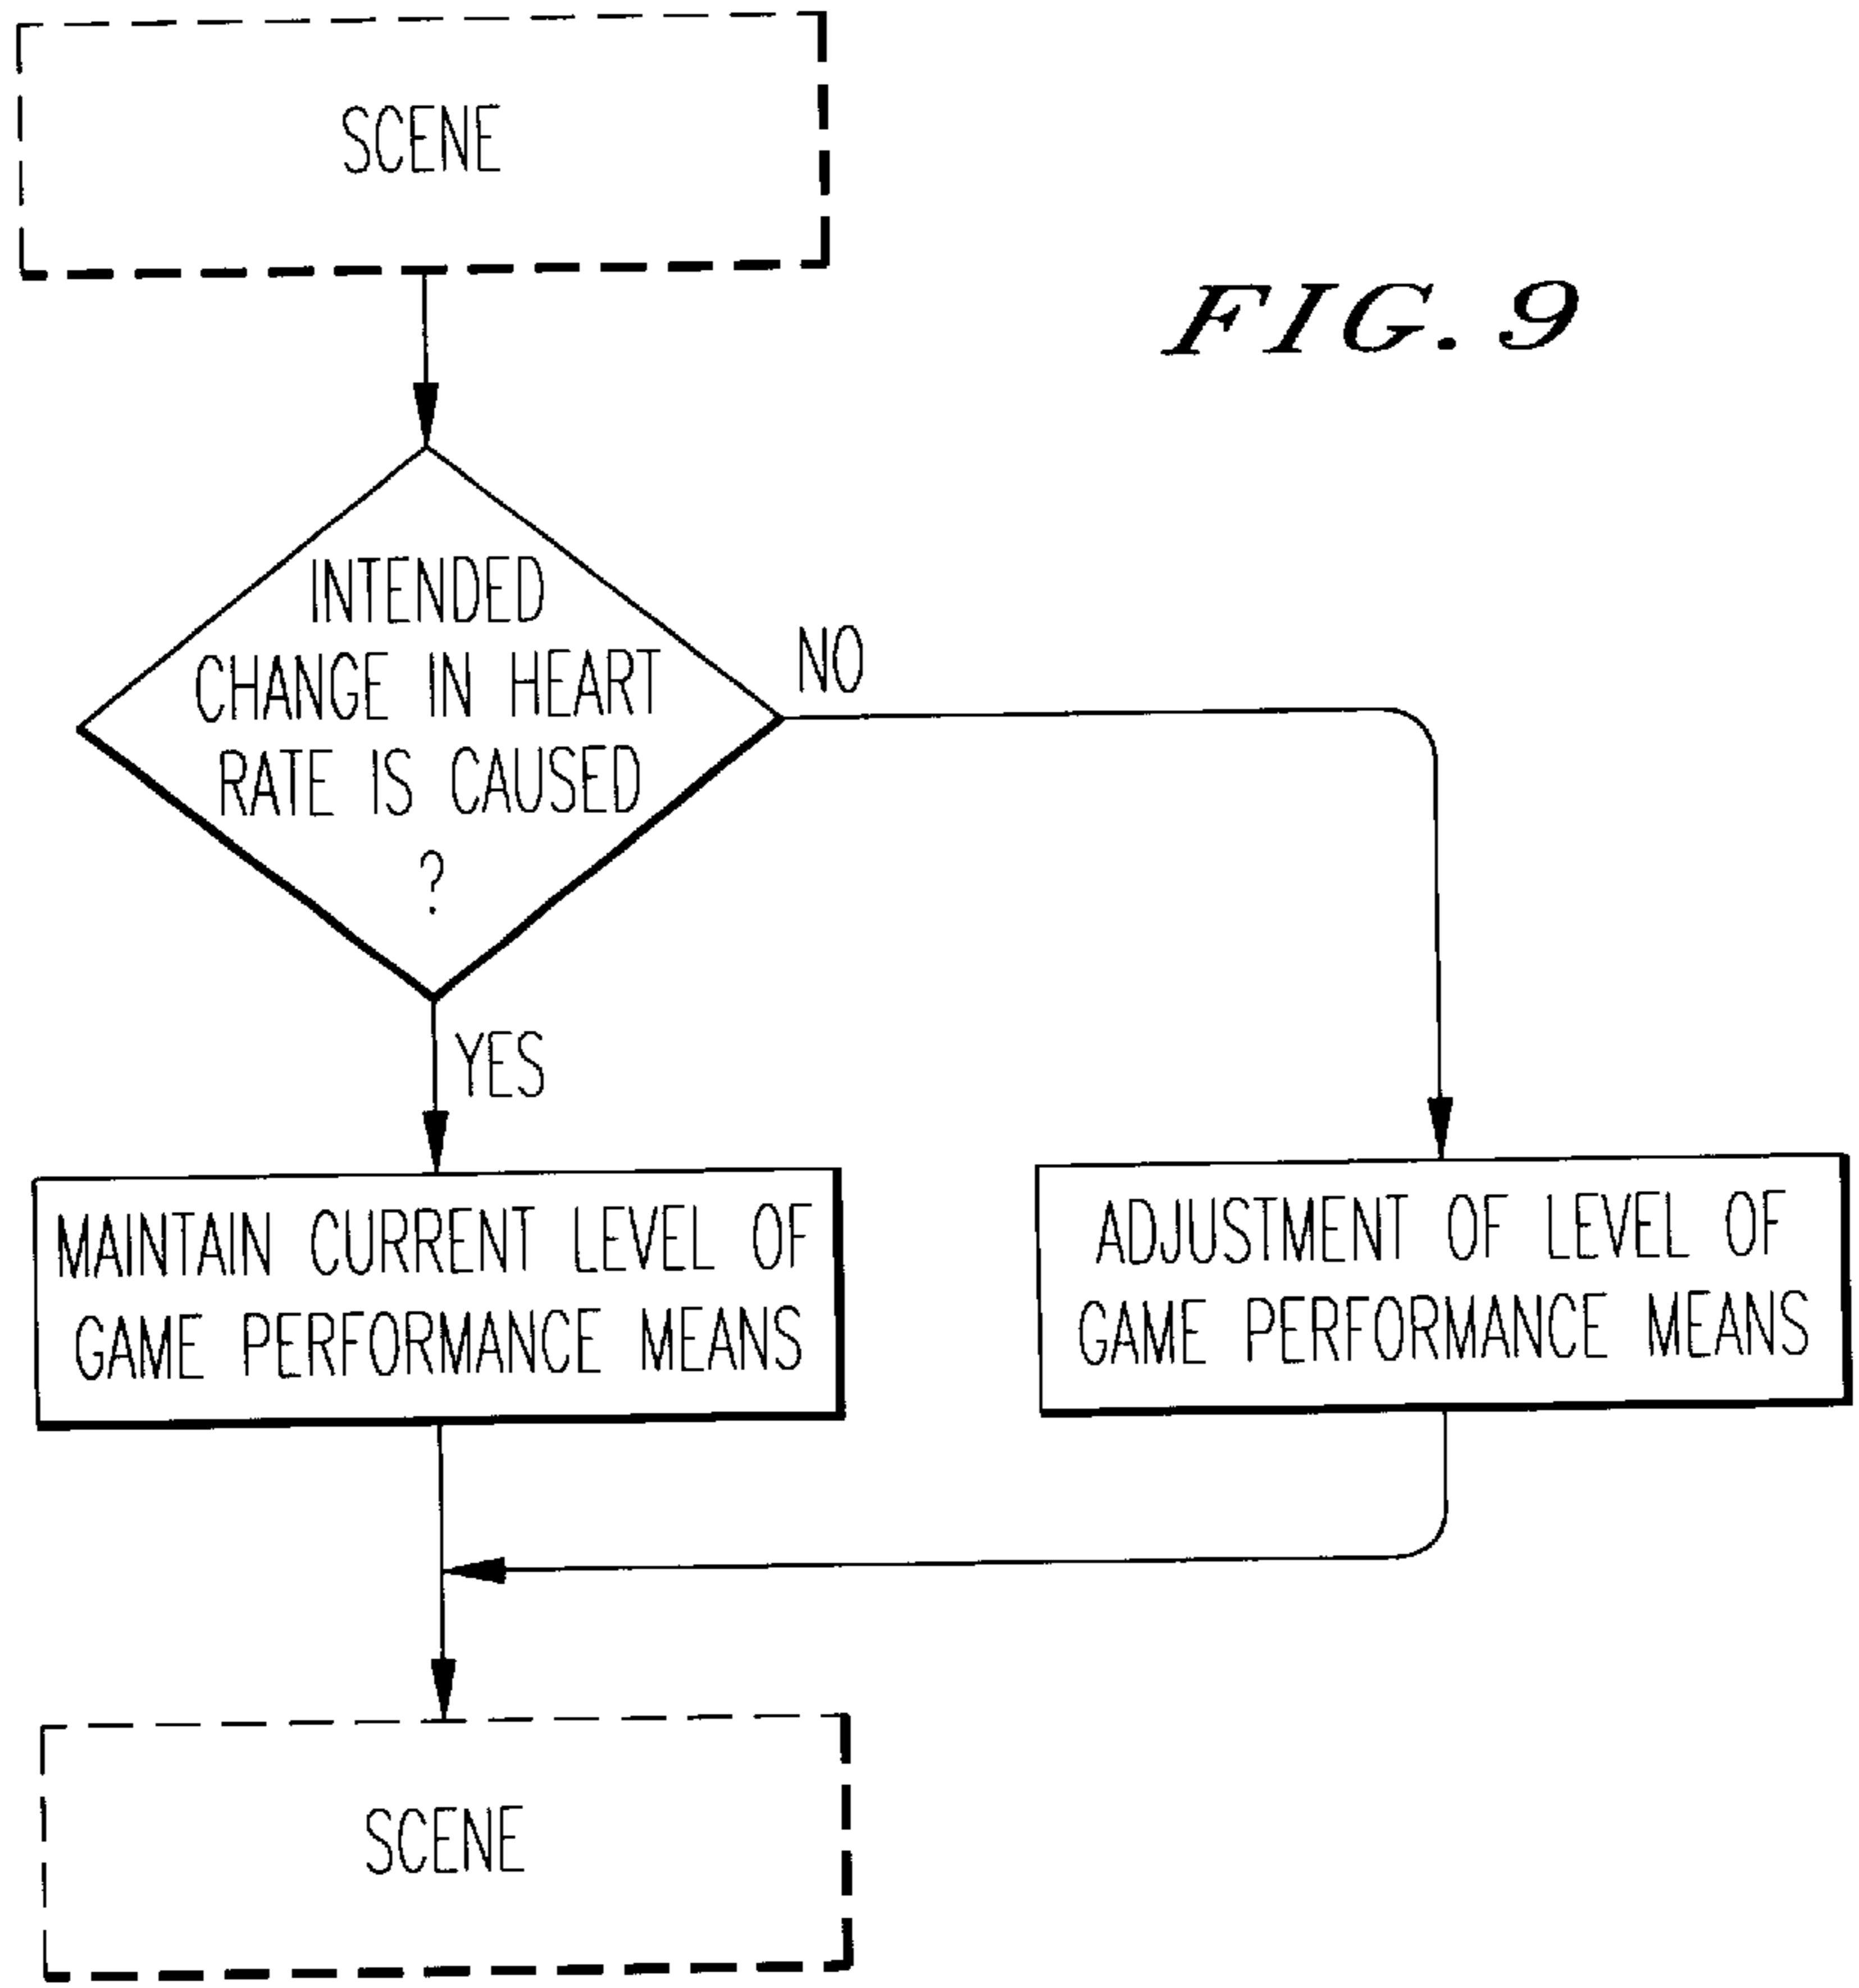 SCENE
FIG. 9
INTENDED
CHANGE IN HEART
RATE IS CAUSED
?
NO
YES
MAINTAIN CURRENT LEVEL OF
GAME PERFORMANCE MEANS
ADJUSTMENT OF LEVEL OF
GAME PERFORMANCE MEANS
SCENE